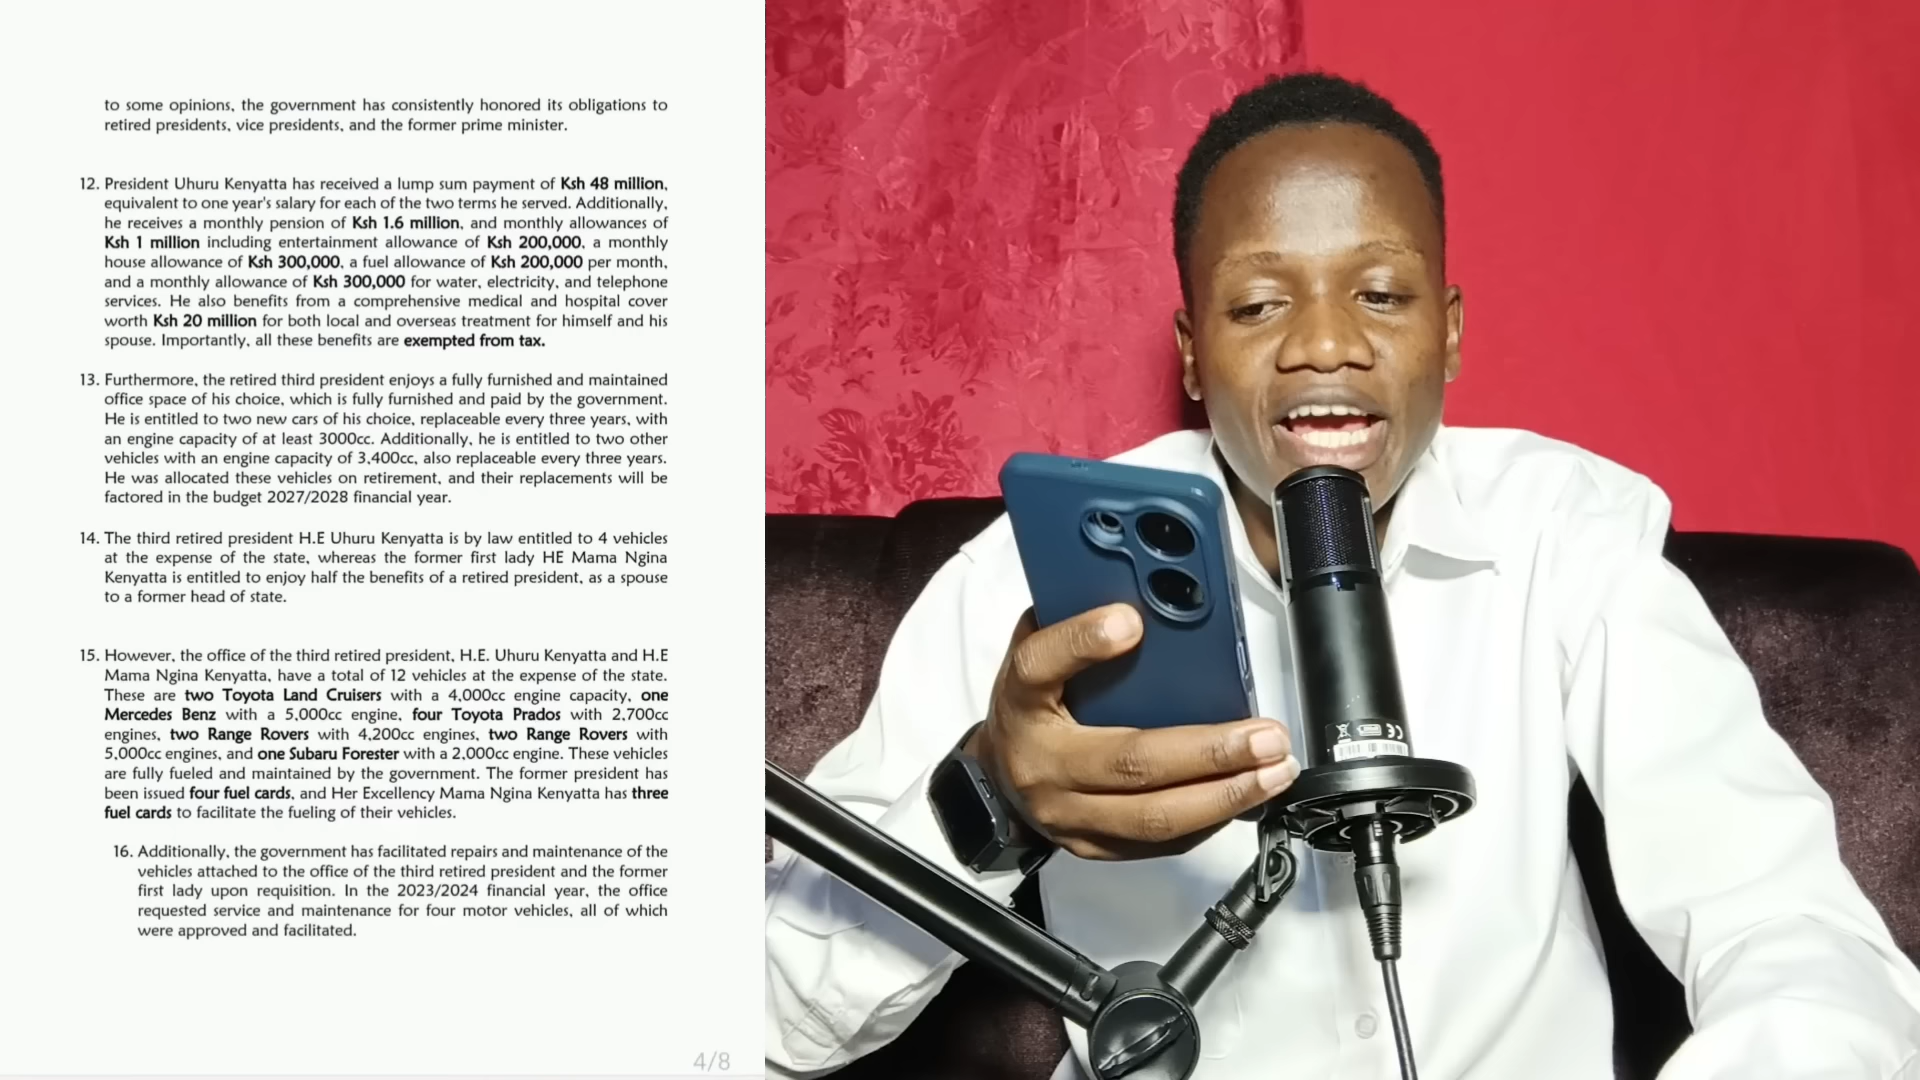 to some opinions, the government has consistently honored its obligations to
retired presidents, vice presidents, and the former prime minister.
12. President Uhuru Kenyatta has received a lump sum payment of Ksh 48 million,
equivalent to one year's salary for each of the two terms he served. Additionally,
he receives a monthly pension of Ksh 1.6 million, and monthly allowances of
Ksh 1 million including entertainment allowance of Ksh 200,000, a monthly
house allowance of Ksh 300,000, a fuel allowance of Ksh 200,000 per month,
and a monthly allowance of Ksh 300,000 for water, electricity, and telephone
services. He also benefits from a comprehensive medical and hospital cover
worth Ksh 20 million for both local and overseas treatment for himself and his
spouse. Importantly, all these benefits are exempted from tax.
13. Furthermore, the retired third president enjoys a fully furnished and maintained
office space of his choice, which is fully furnished and paid by the government.
He is entitled to two new cars of his choice, replaceable every three years, with
an engine capacity of at least 3000cc. Additionally, he is entitled to two other
vehicles with an engine capacity of 3,400cc, also replaceable every three years.
He was allocated these vehicles on retirement, and their replacements will be
factored in the budget 2027/2028 financial year.
14. The third retired president H.E Uhuru Kenyatta is by law entitled to 4 vehicles
at the expense of the state, whereas the former first lady HE Mama Ngina
Kenyatta is entitled to enjoy half the benefits of a retired president, as a spouse
to a former head of state.
15. However, the office of the third retired president, H.E. Uhuru Kenyatta and H.E
Mama Ngina Kenyatta, have a total of 12 vehicles at the expense of the state.
These are two Toyota Land Cruisers with a 4,000cc engine capacity, one
Mercedes Benz with a 5,000cc engine, four Toyota Prados with 2,700cc
engines, two Range Rovers with 4,200cc engines, two Range Rovers with
5,000cc engines, and one Subaru Forester with a 2,000cc engine. These vehicles
are fully fueled and maintained by the government. The former president has
been issued four fuel cards, and Her Excellency Mama Ngina Kenyatta has three
fuel cards to facilitate the fueling of their vehicles.
16. Additionally, the government has facilitated repairs and maintenance of the
vehicles attached to the office of the third retired president and the former
first lady upon requisition. In the 2023/2024 financial year, the office
requested service and maintenance for four motor vehicles, all of which
were approved and facilitated.
4/8
CE